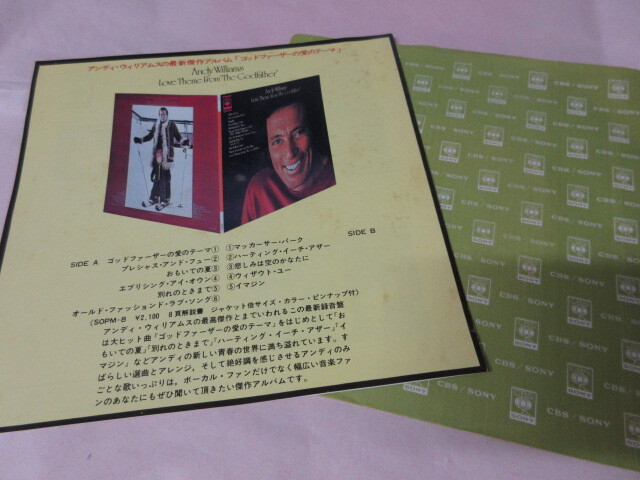 アンディ・ウィリアムスの最新傑作アルバム「ゴッドファーザーの愛のテーマ」
Andy Williams
Love Theme From "The Godfather"
SIDE A ゴッドファーザーの愛のテーマ①
プレシャス・アンド・フュー②
おもいでの夏③
エブリシング・アイ・オウン④
別れのときまで⑤
オールド・ファッションド・ラブ・ソング⑥
SIDE B
①マッカーサー・パーク
②ハーティング・イーチ・アザー
③悲しみは空のかなたに
④ウィザウト・ユー
⑤イマジン
(SOPM-8 ¥2,100 8頁解説書 ジャケット倍サイズ・カラー・ピンナップ付)
アンディ・ウィリアムスの最高傑作とまでいわれるこの最新録音盤
は大ヒット曲「ゴッドファーザーの愛のテーマ」をはじめとして「お
もいでの夏」「別れのときまで」「ハーティング・イーチ・アザー」「イ
マジン」などアンディの新しい青春の世界に満ち溢れています。す
ばらしい選曲とアレンジ、そして絶好調を感じさせるアンディのみ
ごとな歌いっぷりは、ボーカル・ファンだけでなく幅広い音楽ファ
ンのあなたにもぜひ聞いて頂きたい傑作アルバムです。
CBS / SONY
CBS / SONY
CBS / SONY
CBS / SONY
CBS / SONY